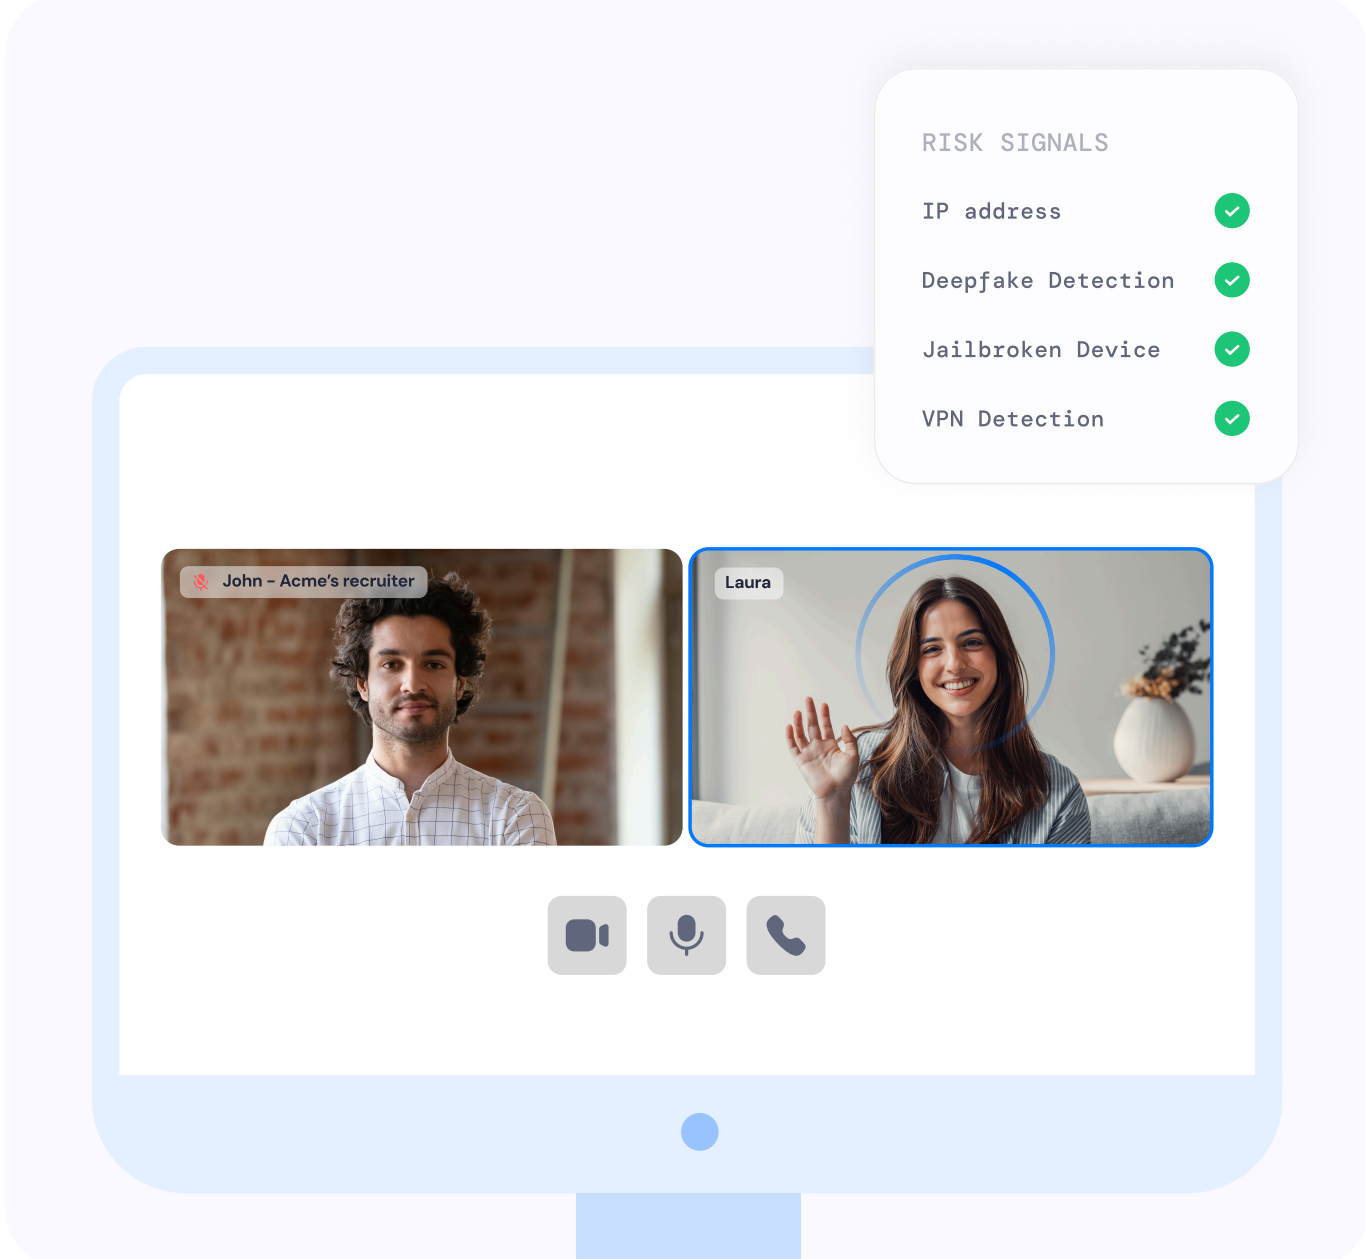 RISK SIGNALS
IP address
Deepfake Detection
Jailbroken Device
VPN Detection
John - Acme’s recruiter
Laura